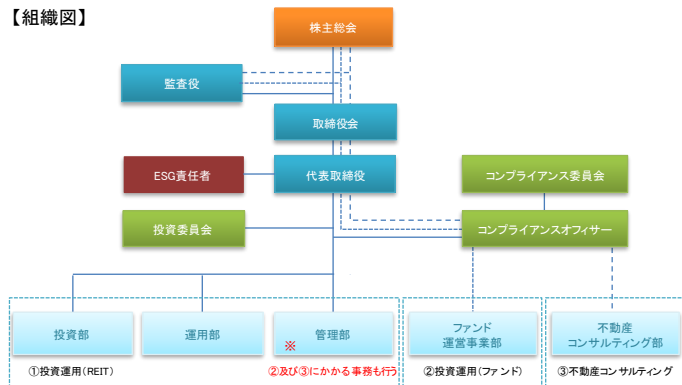 【組織図】
株主総会
監査役
取締役会
ESG責任者
代表取締役
コンプライアンス委員会
投資委員会
コンプライアンスオフィサー
投資部
運用部
管理部
※
ファンド
運営事業部
不動産
コンサルティング部
①投資運用(REIT)
②及び③にかかる事務も行う
②投資運用(ファンド)
③不動産コンサルティング